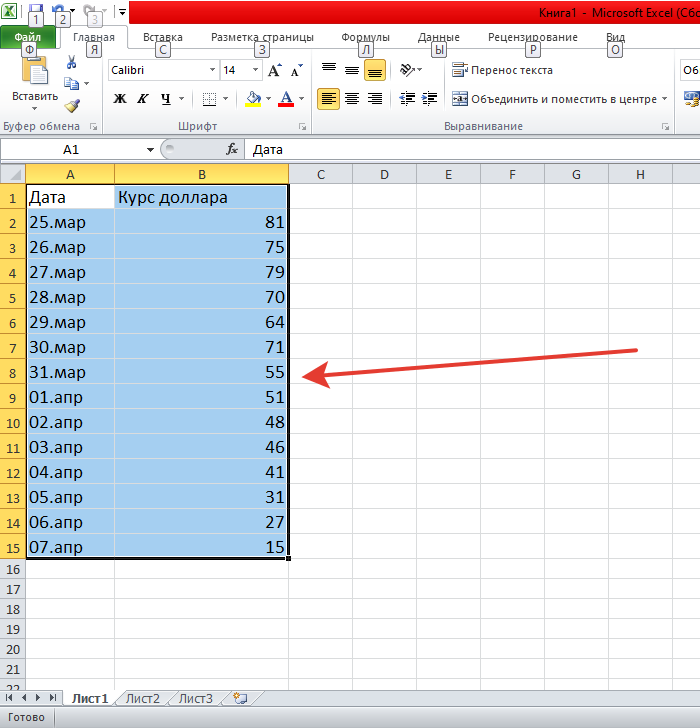 1 2 3
Книга1 - Microsoft Excel (Сбо
Файл Главная Вставка Разметка страницы Формулы Данные Рецензирование Вид
Ф Я С З Л Ы Р О
Вставить
Буфер обмена
Calibri 14
Ж К Ч
Шрифт
Перенос текста
Объединить и поместить в центре
Выравнивание
Об
A1 fx Дата
A B C D E F G H
1 Дата Курс доллара
2 25.мар 81
3 26.мар 75
4 27.мар 79
5 28.мар 70
6 29.мар 64
7 30.мар 71
8 31.мар 55
9 01.апр 51
10 02.апр 48
11 03.апр 46
12 04.апр 41
13 05.апр 31
14 06.апр 27
15 07.апр 15
16
17
18
19
20
21
22
Лист1 Лист2 Лист3
Готово